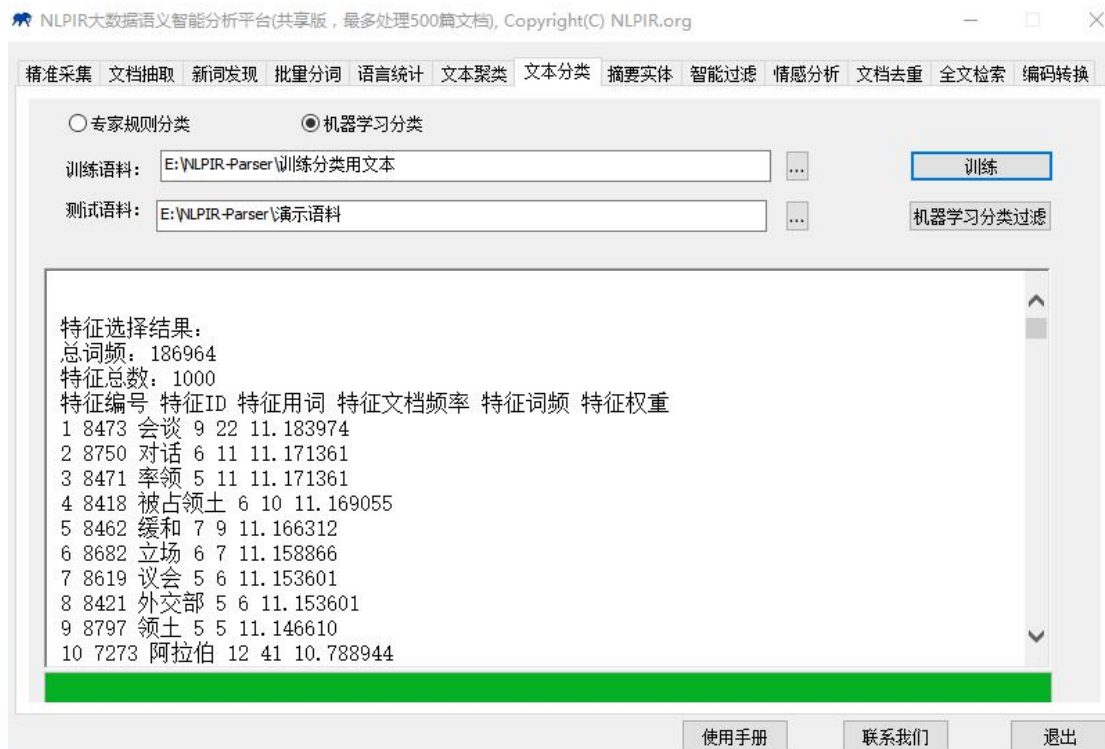 NLPIR大数据语义智能分析平台(共享版，最多处理500篇文档), Copyright(C) NLPIR.org
精准采集 文档抽取 新词发现 批量分词 语言统计 文本聚类 文本分类 摘要实体 智能过滤 情感分析 文档去重 全文检索 编码转换
专家规则分类 机器学习分类
训练语料： E:\NLPIR-Parser\训练分类用文本 ... 训练
测试语料： E:\NLPIR-Parser\演示语料 ... 机器学习分类过滤
特征选择结果：
总词频：186964
特征总数：1000
特征编号 特征ID 特征用词 特征文档频率 特征词频 特征权重
1 8473 会谈 9 22 11.183974
2 8750 对话 6 11 11.171361
3 8471 率领 5 11 11.171361
4 8418 被占领土 6 10 11.169055
5 8462 缓和 7 9 11.166312
6 8682 立场 6 7 11.158866
7 8619 议会 5 6 11.153601
8 8421 外交部 5 6 11.153601
9 8797 领土 5 5 11.146610
10 7273 阿拉伯 12 41 10.788944
使用手册 联系我们 退出